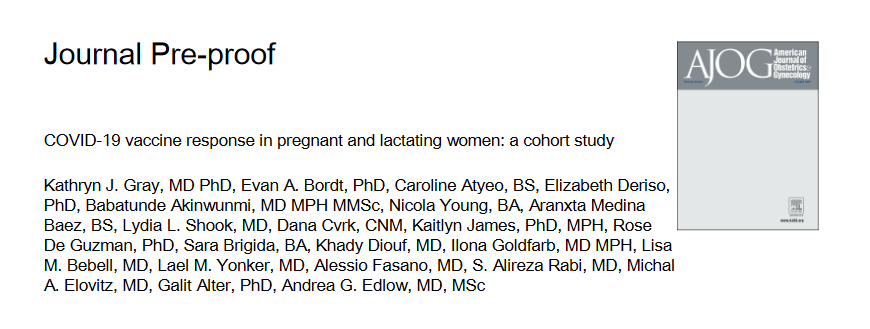 Journal Pre-proof
AJOG American
Journal of
Obstetrics&
Gynecology
COVID-19 vaccine response in pregnant and lactating women: a cohort study
Kathryn J. Gray, MD PhD, Evan A. Bordt, PhD, Caroline Atyeo, BS, Elizabeth Deriso,
PhD, Babatunde Akinwunmi, MD MPH MMSc, Nicola Young, BA, Aranxta Medina
Baez, BS, Lydia L. Shook, MD, Dana Cvrk, CNM, Kaitlyn James, PhD, MPH, Rose
De Guzman, PhD, Sara Brigida, BA, Khady Diouf, MD, Ilona Goldfarb, MD MPH, Lisa
M. Bebell, MD, Lael M. Yonker, MD, Alessio Fasano, MD, S. Alireza Rabi, MD, Michal
A. Elovitz, MD, Galit Alter, PhD, Andrea G. Edlow, MD, MSc
www.ajog.org